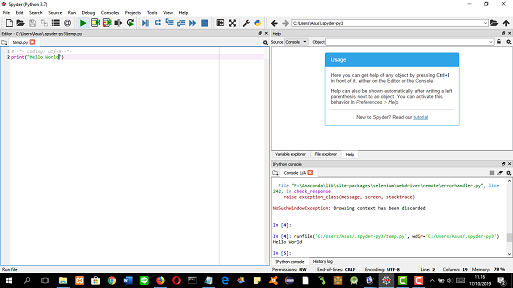 Spyder (Python 3.7)
File Edit Search Source Run Debug Consoles Projects Tools View Help
C:\Users\Asus\.spyder-py3
Editor - C:\Users\Asus\.spyder-py3\temp.py
temp.py
1 # -*- coding: utf-8 -*-
2 print("Hello World")
Help
Source Console Object
Usage
Here you can get help of any object by pressing Ctrl+I
in front of it, either on the Editor or the Console.
Help can also be shown automatically after writing a left
parenthesis next to an object. You can activate this
behavior in Preferences > Help.
New to Spyder? Read our tutorial
Variable explorer File explorer Help
IPython console
Console 1/A
File "F:\Anaconda\lib\site-packages\selenium\webdriver\remote\errorhandler.py", line
242, in check_response
raise exception_class(message, screen, stacktrace)
NoSuchWindowException: Browsing context has been discarded
In [4]:
In [4]: runfile('C:/Users/Asus/.spyder-py3/temp.py', wdir='C:/Users/Asus/.spyder-py3')
Hello World
In [5]:
IPython console History log
Run file
Permissions: RW End-of-lines: CRLF Encoding: UTF-8 Line: 2 Column: 19 Memory: 78 %
11.16
17/10/2019